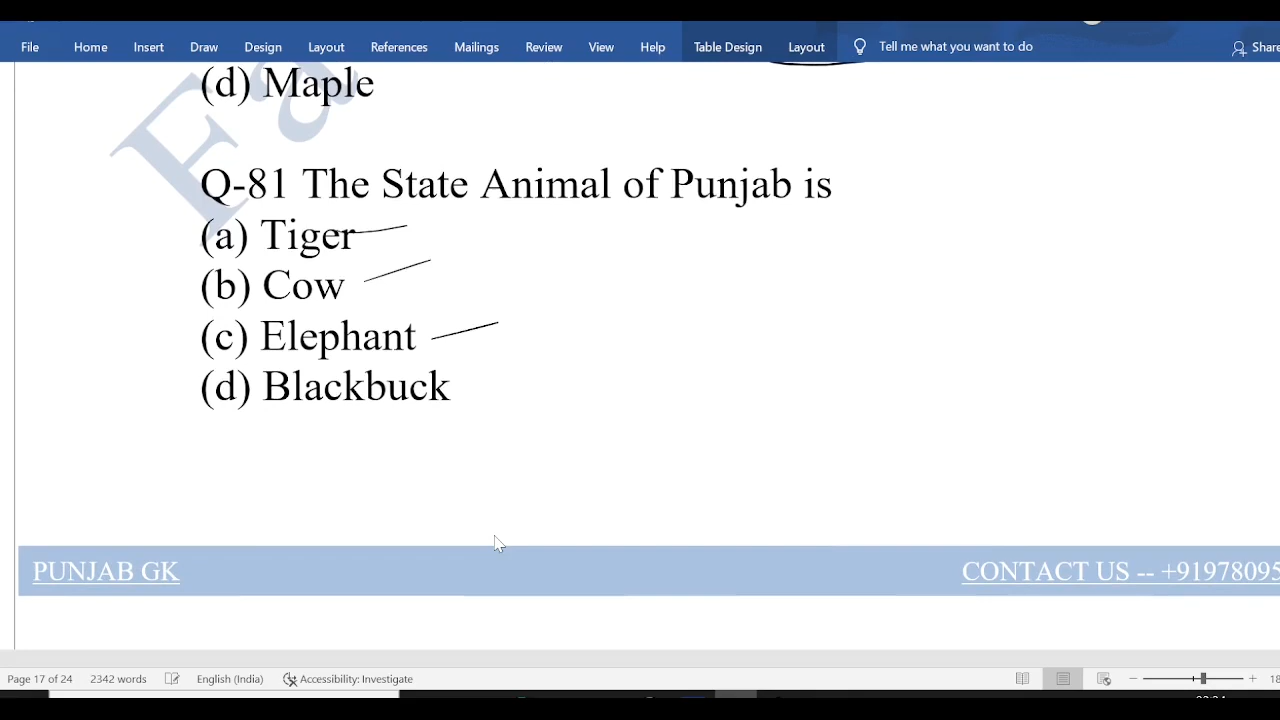 File Home Insert Draw Design Layout References Mailings Review View Help Table Design Layout Tell me what you want to do Share
(d) Maple
Q-81 The State Animal of Punjab is
(a) Tiger
(b) Cow
(c) Elephant
(d) Blackbuck
PUNJAB GK CONTACT US -- +91978095
Page 17 of 24 2342 words English (India) Accessibility: Investigate